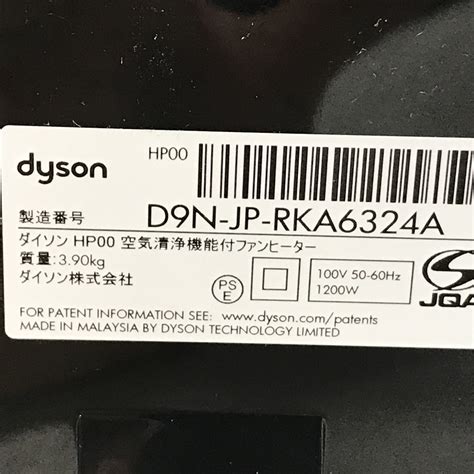 dyson
HP00
製造番号 D9N-JP-RKA6324A
ダイソン HP00 空気清浄機能付ファンヒーター
質量:3.90kg
ダイソン株式会社
PS
E
100V 50-60Hz
1200W
JQA
FOR PATENT INFORMATION SEE: www.dyson.com/patents
MADE IN MALAYSIA BY DYSON TECHNOLOGY LIMITED